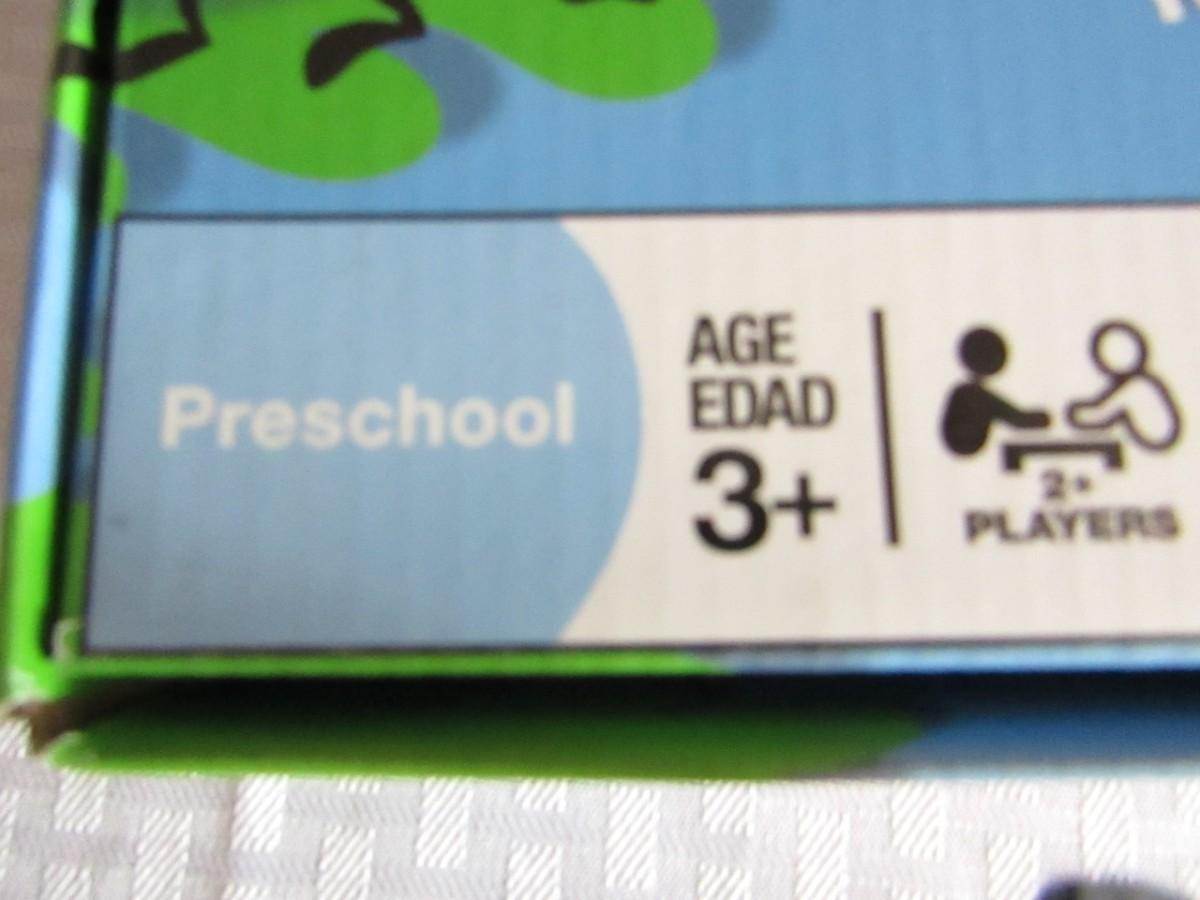 Preschool
AGE
EDAD
3+
2+
PLAYERS